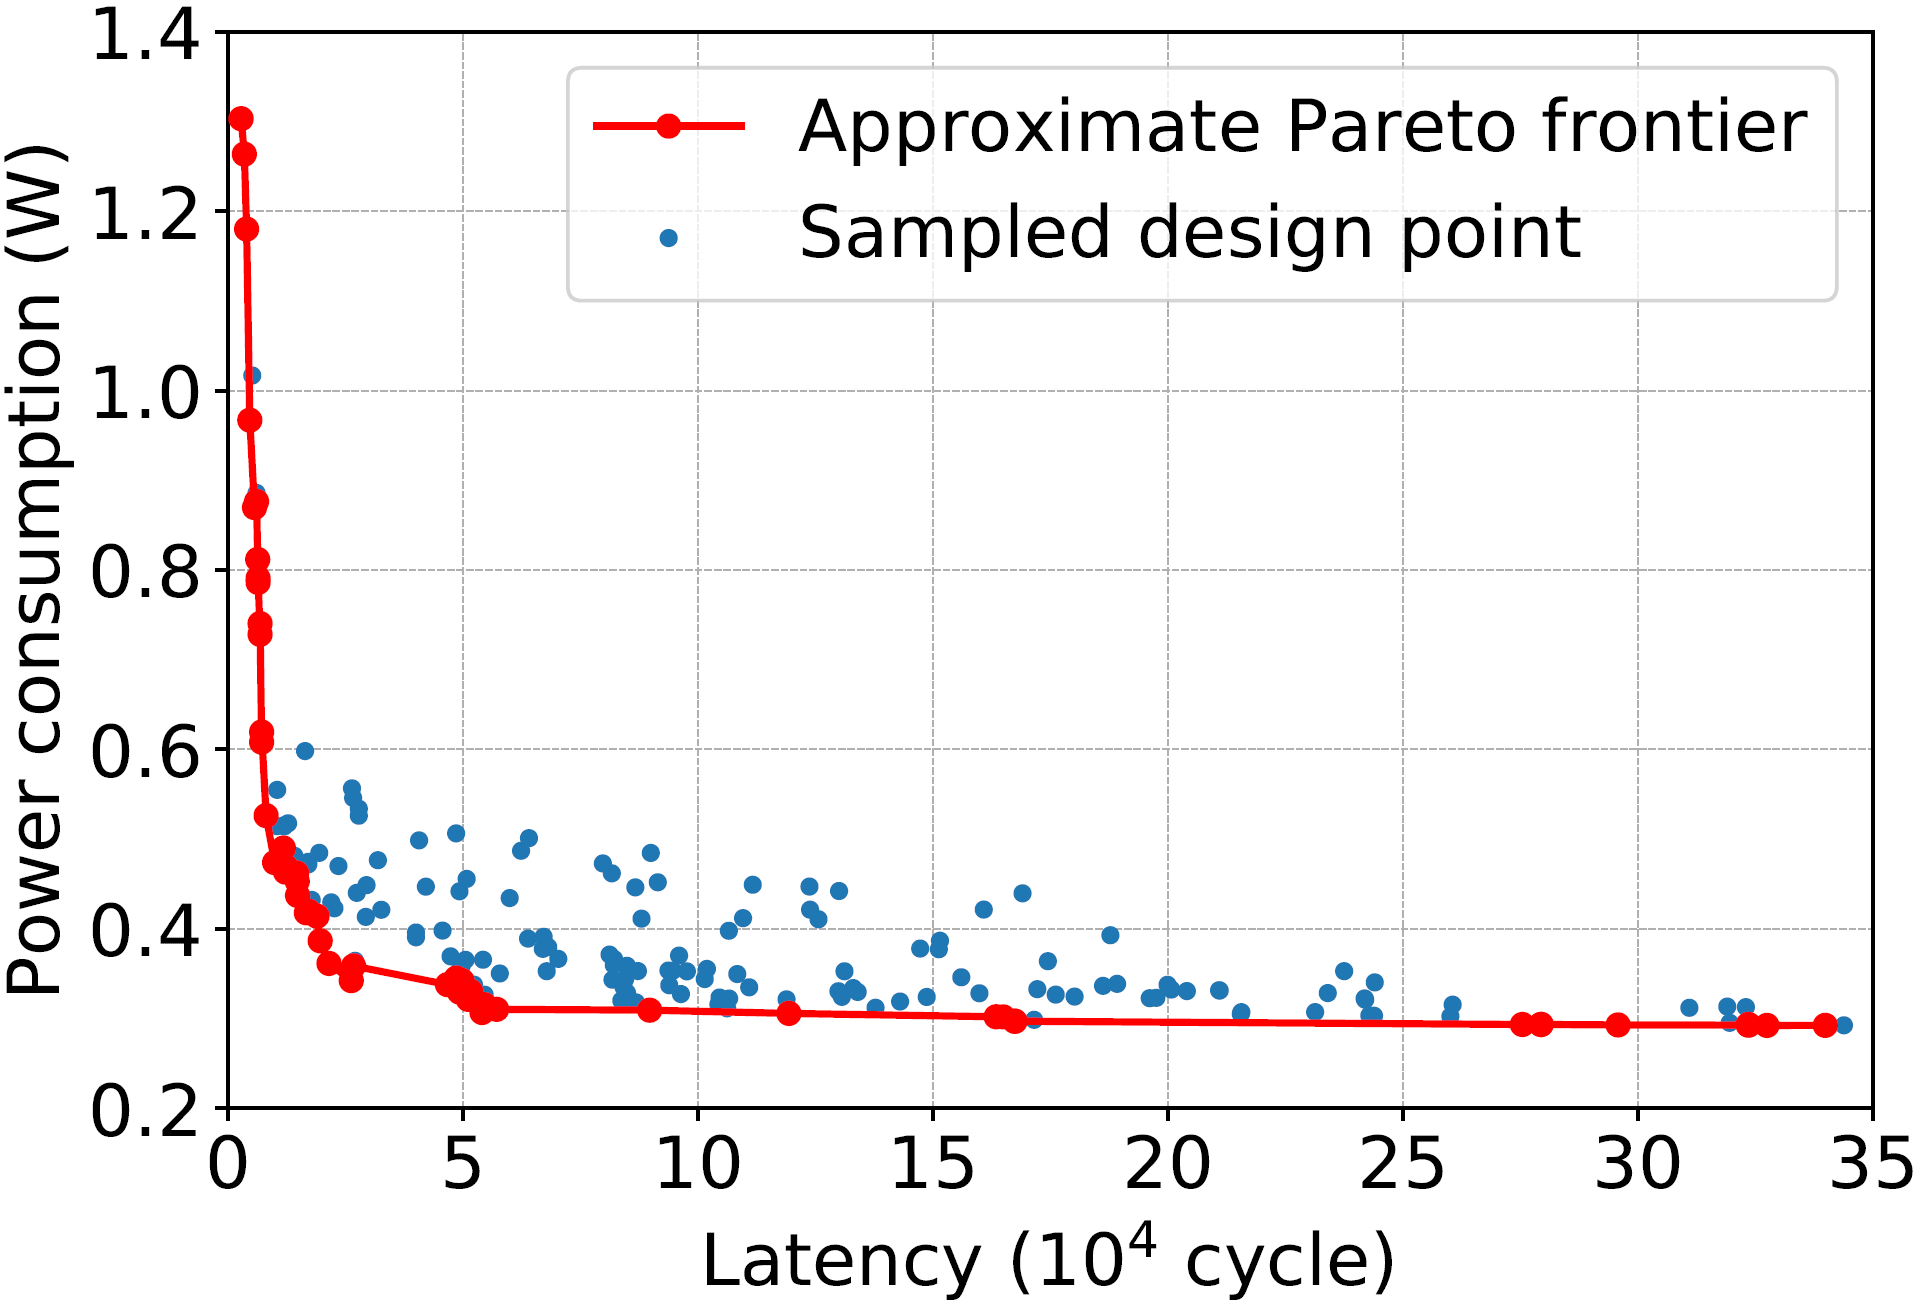 1.4
1.2
1.0
0.8
0.6
0.4
0.2
Power consumption (W)
Approximate Pareto frontier
Sampled design point
0 5 10 15 20 25 30 35
Latency (10⁴ cycle)